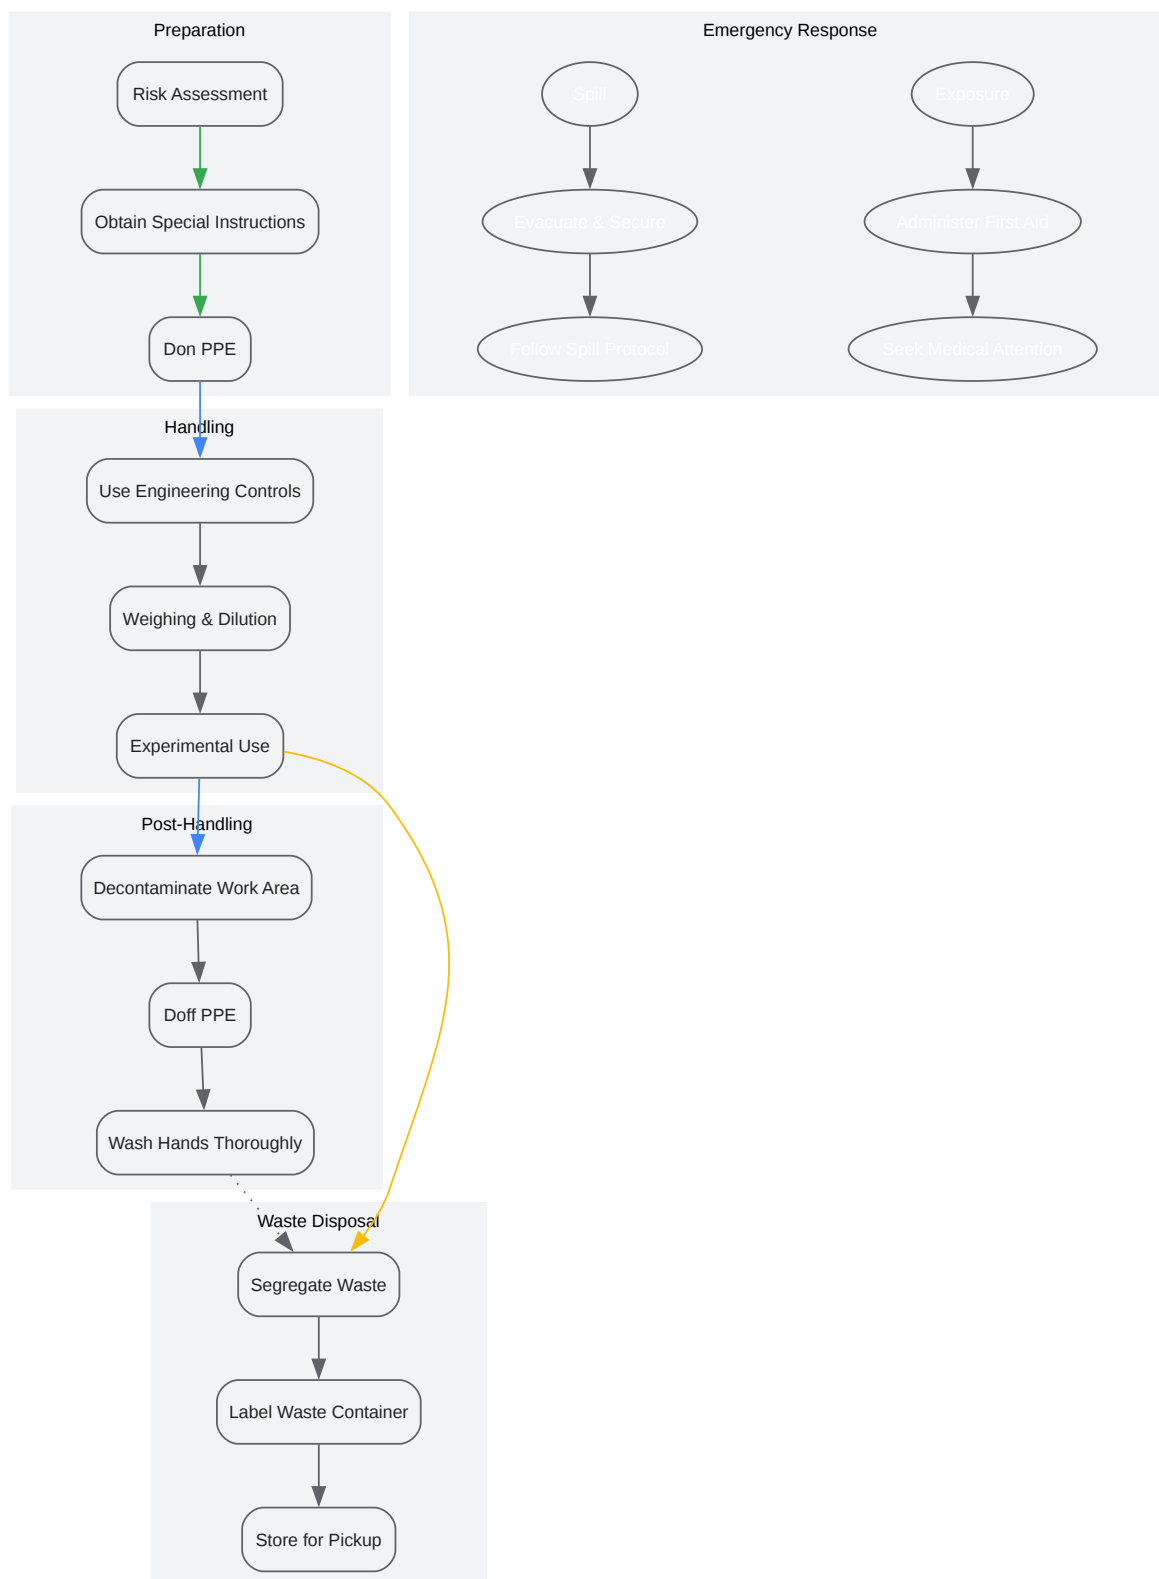 Preparation
Risk Assessment
Obtain Special Instructions
Don PPE
Emergency Response
Spill
Evacuate & Secure
Follow Spill Protocol
Exposure
Administer First Aid
Seek Medical Attention
Handling
Use Engineering Controls
Weighing & Dilution
Experimental Use
Post-Handling
Decontaminate Work Area
Doff PPE
Wash Hands Thoroughly
Waste Disposal
Segregate Waste
Label Waste Container
Store for Pickup